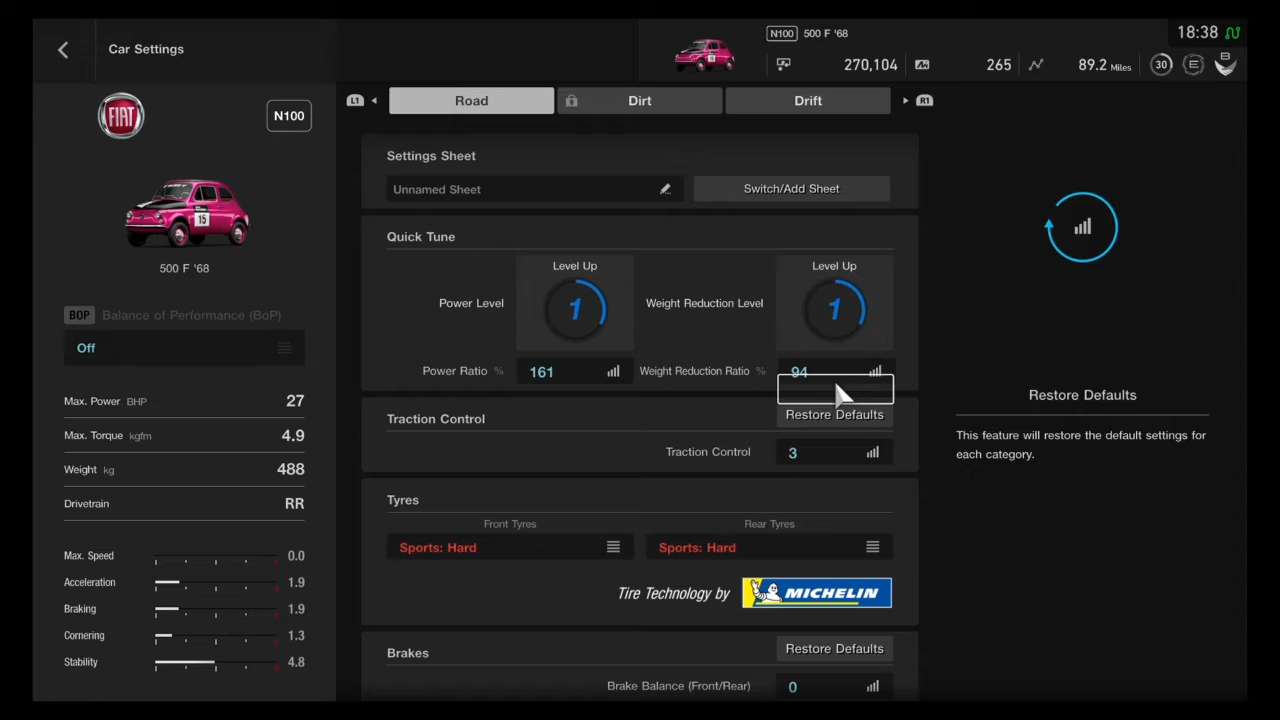 Car Settings
N100 500 F '68
18:38
270,104 265 89.2 Miles 30 E B
L1 Road Dirt Drift R1
FIAT N100
15
500 F '68
BOP Balance of Performance (BoP)
Off
Max. Power BHP 27
Max. Torque kgfm 4.9
Weight kg 488
Drivetrain RR
Max. Speed 0.0
Acceleration 1.9
Braking 1.9
Cornering 1.3
Stability 4.8
Settings Sheet
Unnamed Sheet Switch/Add Sheet
Quick Tune
Level Up Level Up
Power Level 1 Weight Reduction Level 1
Power Ratio % 161 Weight Reduction Ratio % 94
Traction Control Restore Defaults
Traction Control 3
Tyres
Front Tyres Rear Tyres
Sports: Hard Sports: Hard
Tire Technology by MICHELIN
Brakes Restore Defaults
Brake Balance (Front/Rear) 0
Restore Defaults
This feature will restore the default settings for
each category.